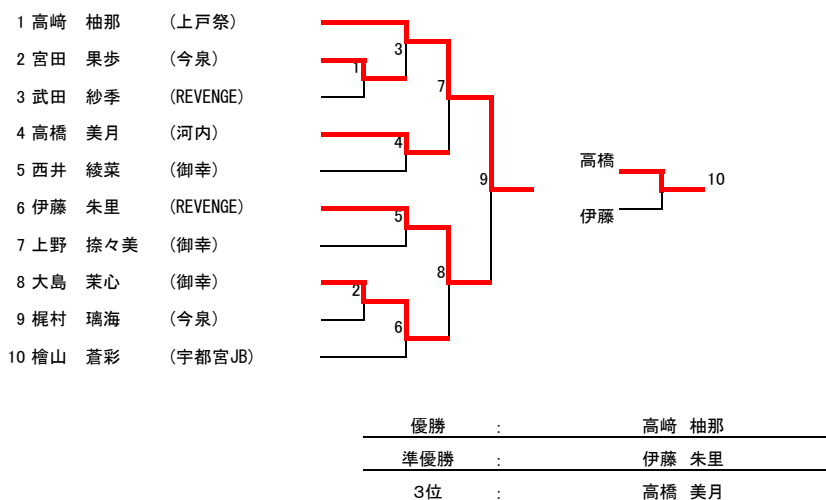 1 高﨑 柚那 (上戸祭)
2 宮田 果歩 (今泉)
3 武田 紗季 (REVENGE)
4 高橋 美月 (河内)
5 西井 綾菜 (御幸)
6 伊藤 朱里 (REVENGE)
7 上野 捺々美 (御幸)
8 大島 茉心 (御幸)
9 梶村 璃海 (今泉)
10 檜山 蒼彩 (宇都宮JB)
3
1
7
4
9
5
8
2
6
高橋
10
伊藤
優勝 : 高﨑 柚那
準優勝 : 伊藤 朱里
3位 : 高橋 美月